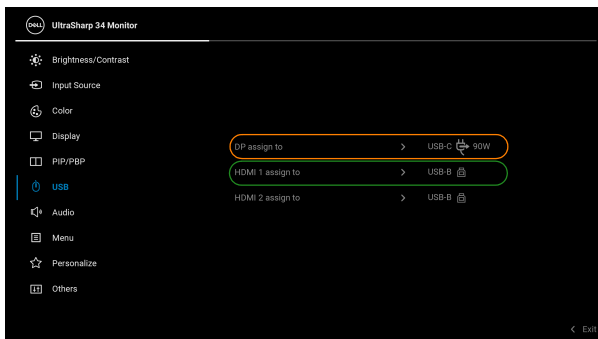 DELL UltraSharp 34 Monitor
Brightness/Contrast
Input Source
Color
Display
DP assign to > USB-C 90W
PIP/PBP
HDMI 1 assign to > USB-B
USB
HDMI 2 assign to > USB-B
Audio
Menu
Personalize
Others
< Exit